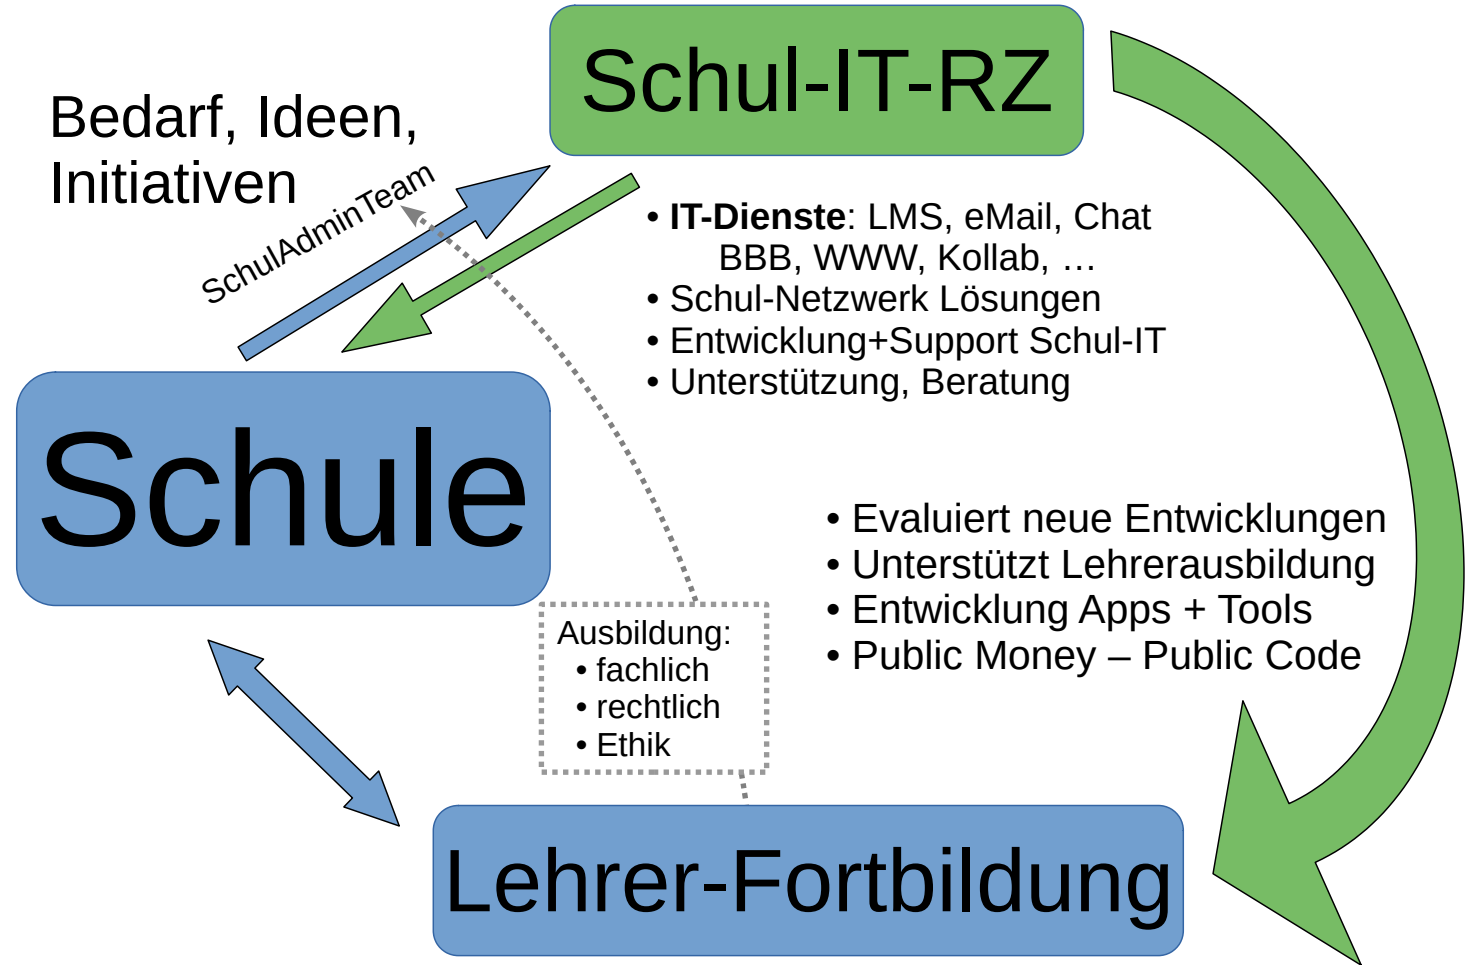 Schul-IT-RZ
Bedarf, Ideen,
Initiativen
SchulAdminTeam
• IT-Dienste: LMS, eMail, Chat
BBB, WWW, Kollab, …
• Schul-Netzwerk Lösungen
• Entwicklung+Support Schul-IT
• Unterstützung, Beratung
Schule
• Evaluiert neue Entwicklungen
• Unterstützt Lehrerausbildung
• Entwicklung Apps + Tools
• Public Money – Public Code
Ausbildung:
• fachlich
• rechtlich
• Ethik
Lehrer-Fortbildung